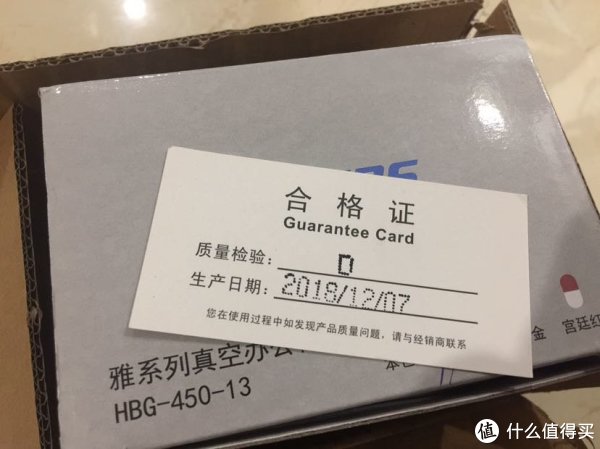 合格证
Guarantee Card
质量检验: D
生产日期: 2018/12/07
您在使用过程中如发现产品质量问题，请与经销商联系
雅系列真空办公
HBG-450-13
金
宫廷红
值 什么值得买